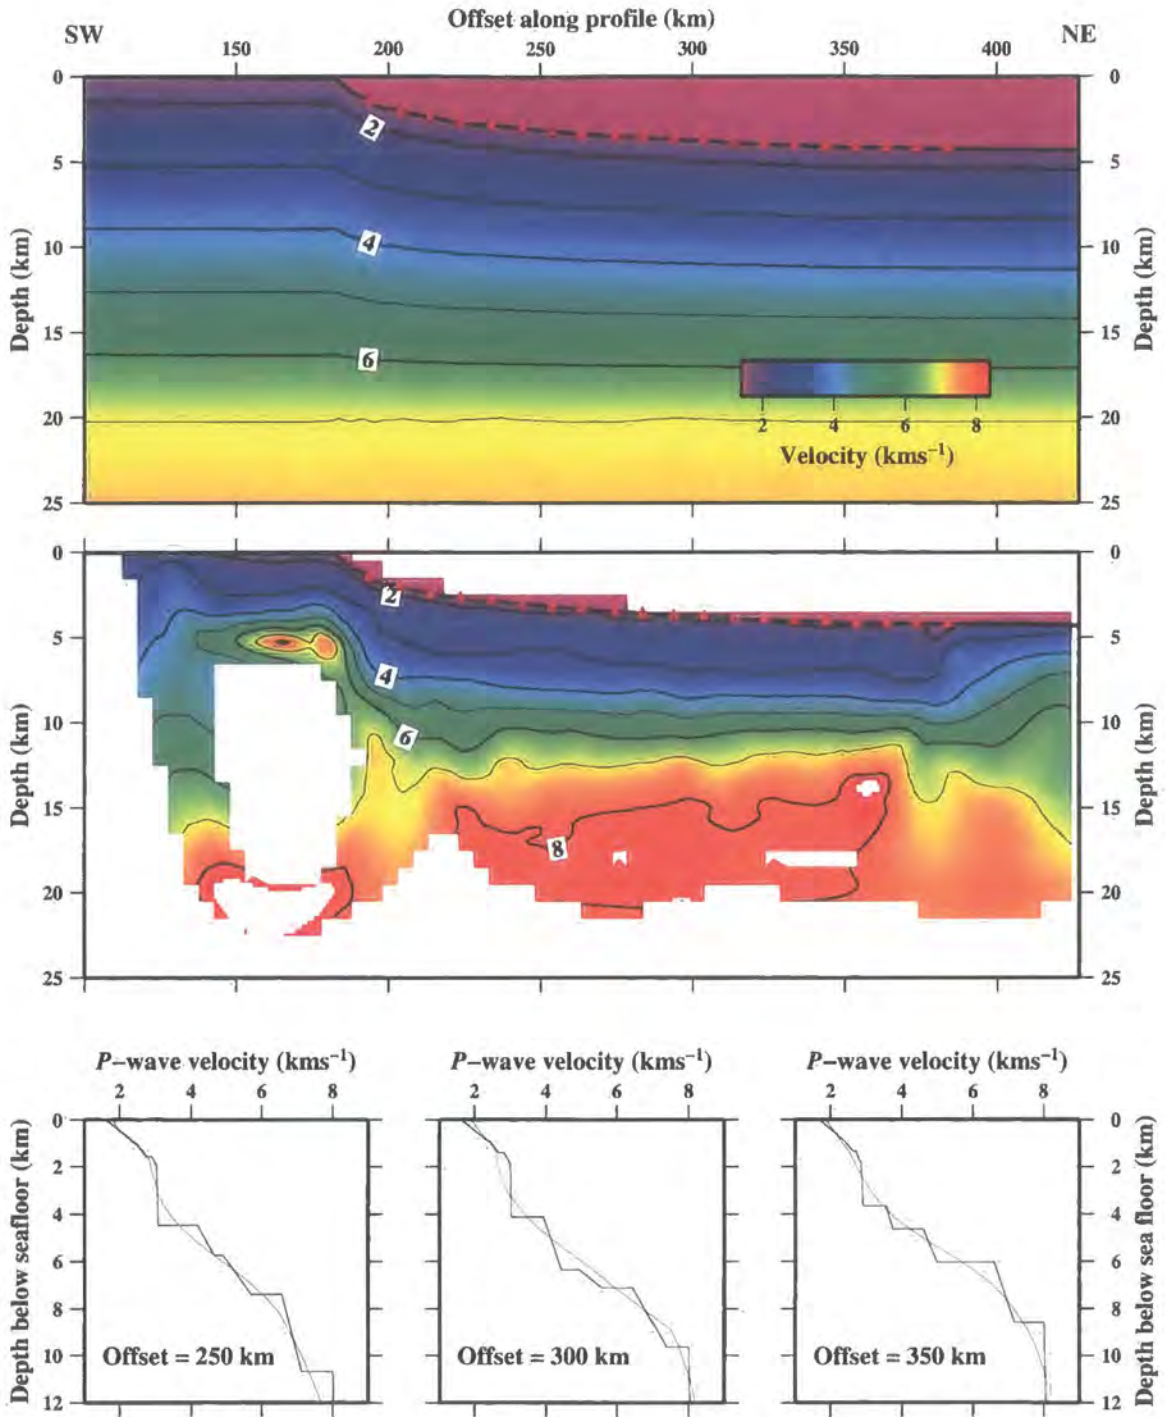 Offset along profile (km)
SW NE
150 200 250 300 350 400
0 0
2
5 5
4
10 10
Depth (km) Depth (km)
15 15
6
20 20
2 4 6 8
Velocity (kms⁻¹)
25 25
0 0
2
5 5
4
10 10
6
Depth (km) Depth (km)
15 15
8
20 20
25 25
P–wave velocity (kms⁻¹) P–wave velocity (kms⁻¹) P–wave velocity (kms⁻¹)
2 4 6 8 2 4 6 8 2 4 6 8
0 0
2 2
4 4
6 6
8 8
10 10
12 12
Depth below seafloor (km) Depth below sea floor (km)
Offset = 250 km Offset = 300 km Offset = 350 km